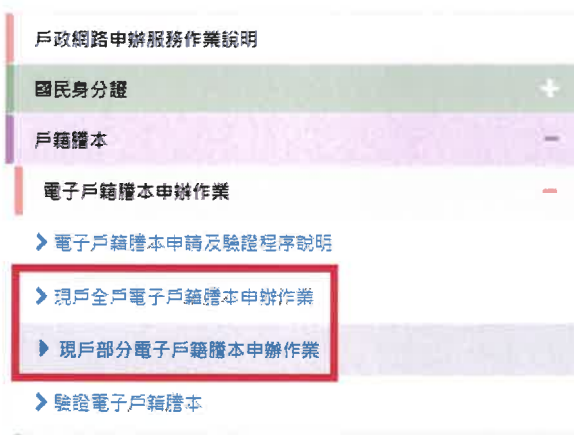 戶政網路申辦服務作業說明
國民身分證
戶籍謄本
電子戶籍謄本申辦作業
電子戶籍謄本申請及驗證程序說明
現戶全戶電子戶籍謄本申辦作業
現戶部分電子戶籍謄本申辦作業
驗證電子戶籍謄本